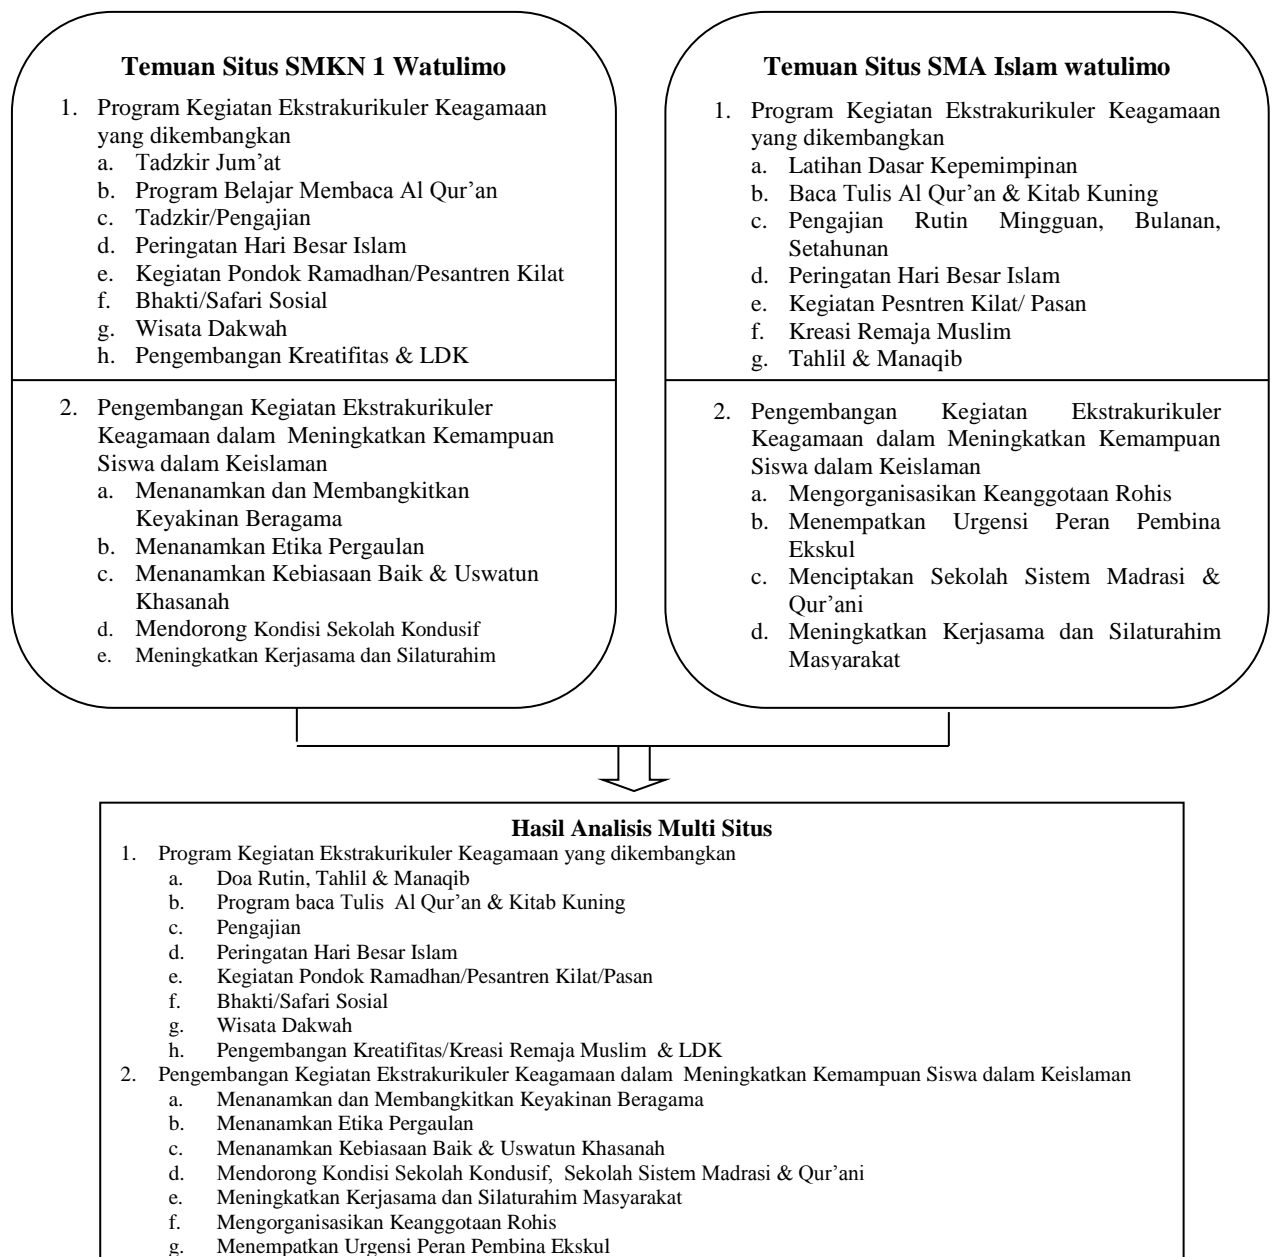 Temuan Situs SMKN 1 Watulimo
1. Program Kegiatan Ekstrakurikuler Keagamaan
yang dikembangkan
a. Tadzkir Jum’at
b. Program Belajar Membaca Al Qur’an
c. Tadzkir/Pengajian
d. Peringatan Hari Besar Islam
e. Kegiatan Pondok Ramadhan/Pesantren Kilat
f. Bhakti/Safari Sosial
g. Wisata Dakwah
h. Pengembangan Kreatifitas & LDK
2. Pengembangan Kegiatan Ekstrakurikuler
Keagamaan dalam Meningkatkan Kemampuan
Siswa dalam Keislaman
a. Menanamkan dan Membangkitkan
Keyakinan Beragama
b. Menanamkan Etika Pergaulan
c. Menanamkan Kebiasaan Baik & Uswatun
Khasanah
d. Mendorong Kondisi Sekolah Kondusif
e. Meningkatkan Kerjasama dan Silaturahim
Temuan Situs SMA Islam watulimo
1. Program Kegiatan Ekstrakurikuler Keagamaan
yang dikembangkan
a. Latihan Dasar Kepemimpinan
b. Baca Tulis Al Qur’an & Kitab Kuning
c. Pengajian Rutin Mingguan, Bulanan,
Setahunan
d. Peringatan Hari Besar Islam
e. Kegiatan Pesntren Kilat/ Pasan
f. Kreasi Remaja Muslim
g. Tahlil & Manaqib
2. Pengembangan Kegiatan Ekstrakurikuler
Keagamaan dalam Meningkatkan Kemampuan
Siswa dalam Keislaman
a. Mengorganisasikan Keanggotaan Rohis
b. Menempatkan Urgensi Peran Pembina
Ekskul
c. Menciptakan Sekolah Sistem Madrasi &
Qur’ani
d. Meningkatkan Kerjasama dan Silaturahim
Masyarakat
Hasil Analisis Multi Situs
1. Program Kegiatan Ekstrakurikuler Keagamaan yang dikembangkan
a. Doa Rutin, Tahlil & Manaqib
b. Program baca Tulis Al Qur’an & Kitab Kuning
c. Pengajian
d. Peringatan Hari Besar Islam
e. Kegiatan Pondok Ramadhan/Pesantren Kilat/Pasan
f. Bhakti/Safari Sosial
g. Wisata Dakwah
h. Pengembangan Kreatifitas/Kreasi Remaja Muslim & LDK
2. Pengembangan Kegiatan Ekstrakurikuler Keagamaan dalam Meningkatkan Kemampuan Siswa dalam Keislaman
a. Menanamkan dan Membangkitkan Keyakinan Beragama
b. Menanamkan Etika Pergaulan
c. Menanamkan Kebiasaan Baik & Uswatun Khasanah
d. Mendorong Kondisi Sekolah Kondusif, Sekolah Sistem Madrasi & Qur’ani
e. Meningkatkan Kerjasama dan Silaturahim Masyarakat
f. Mengorganisasikan Keanggotaan Rohis
g. Menempatkan Urgensi Peran Pembina Ekskul